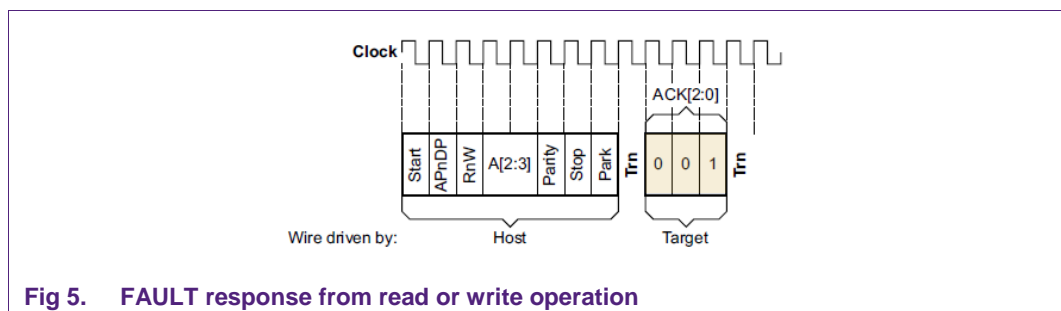 Clock
ACK[2:0]
Start APnDP RnW A[2:3] Parity Stop Park Trn 0 0 1 Trn
Wire driven by: Host Target
Fig 5. FAULT response from read or write operation